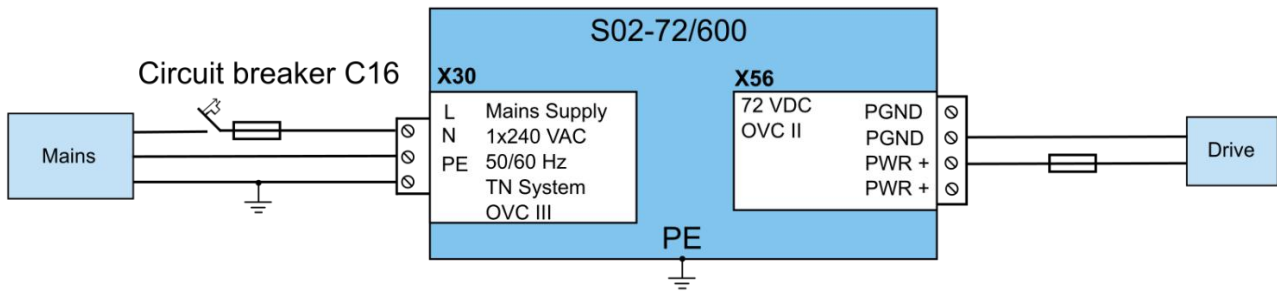 S02-72/600
Circuit breaker C16
X30
X56
Mains
L Mains Supply
N 1x240 VAC
PE 50/60 Hz
TN System
OVC III
72 VDC PGND
OVC II PGND
PWR +
PWR +
Drive
PE